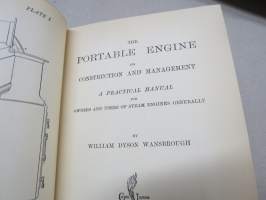 PLATE I.
THE
PORTABLE ENGINE
ITS
CONSTRUCTION AND MANAGEMENT
A PRACTICAL MANUAL
FOR
OWNERS AND USERS OF STEAM ENGINES GENERALLY
BY
WILLIAM DYSON WANSBROUGH